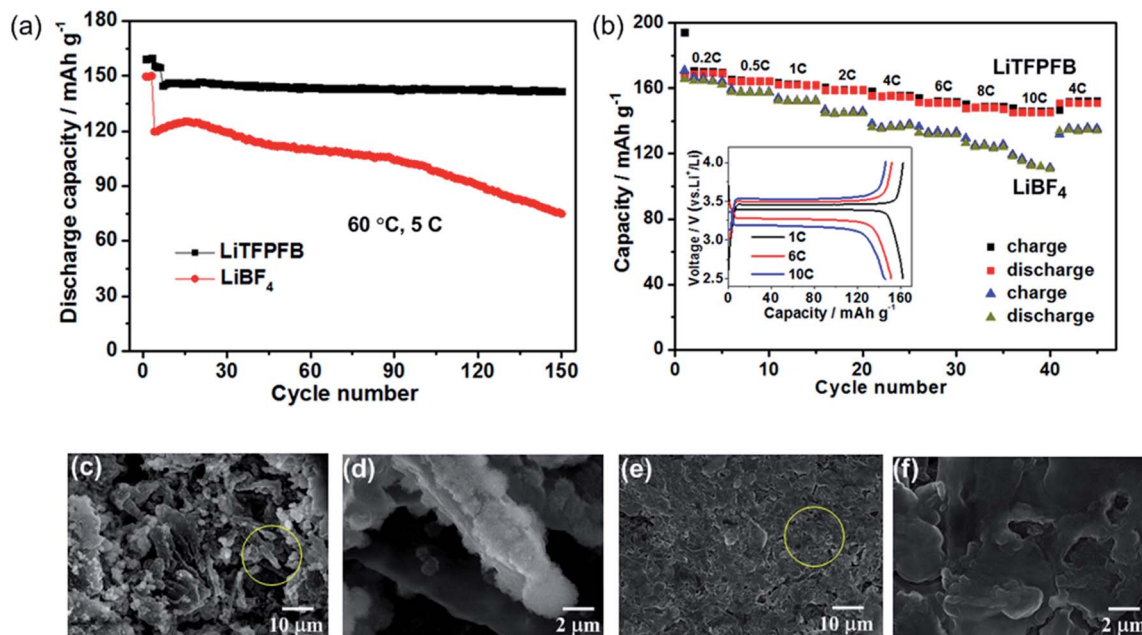 (a)
180
150
120
90
60
30
0
Discharge capacity / mAh g⁻¹
60 °C, 5 C
LiTFPFB
LiBF₄
0 30 60 90 120 150
Cycle number
(b)
200
160
120
80
40
0
Capacity / mAh g⁻¹
0.2C 0.5C 1C 2C 4C 6C 8C 10C 4C
LiTFPFB
LiBF₄
4.0
3.5
3.0
2.5
Voltage / V (vs.Li⁺/Li)
1C
6C
10C
0 40 80 120 160
Capacity / mAh g⁻¹
charge
discharge
charge
discharge
0 10 20 30 40
Cycle number
(c)
10 μm
(d)
2 μm
(e)
10 μm
(f)
2 μm